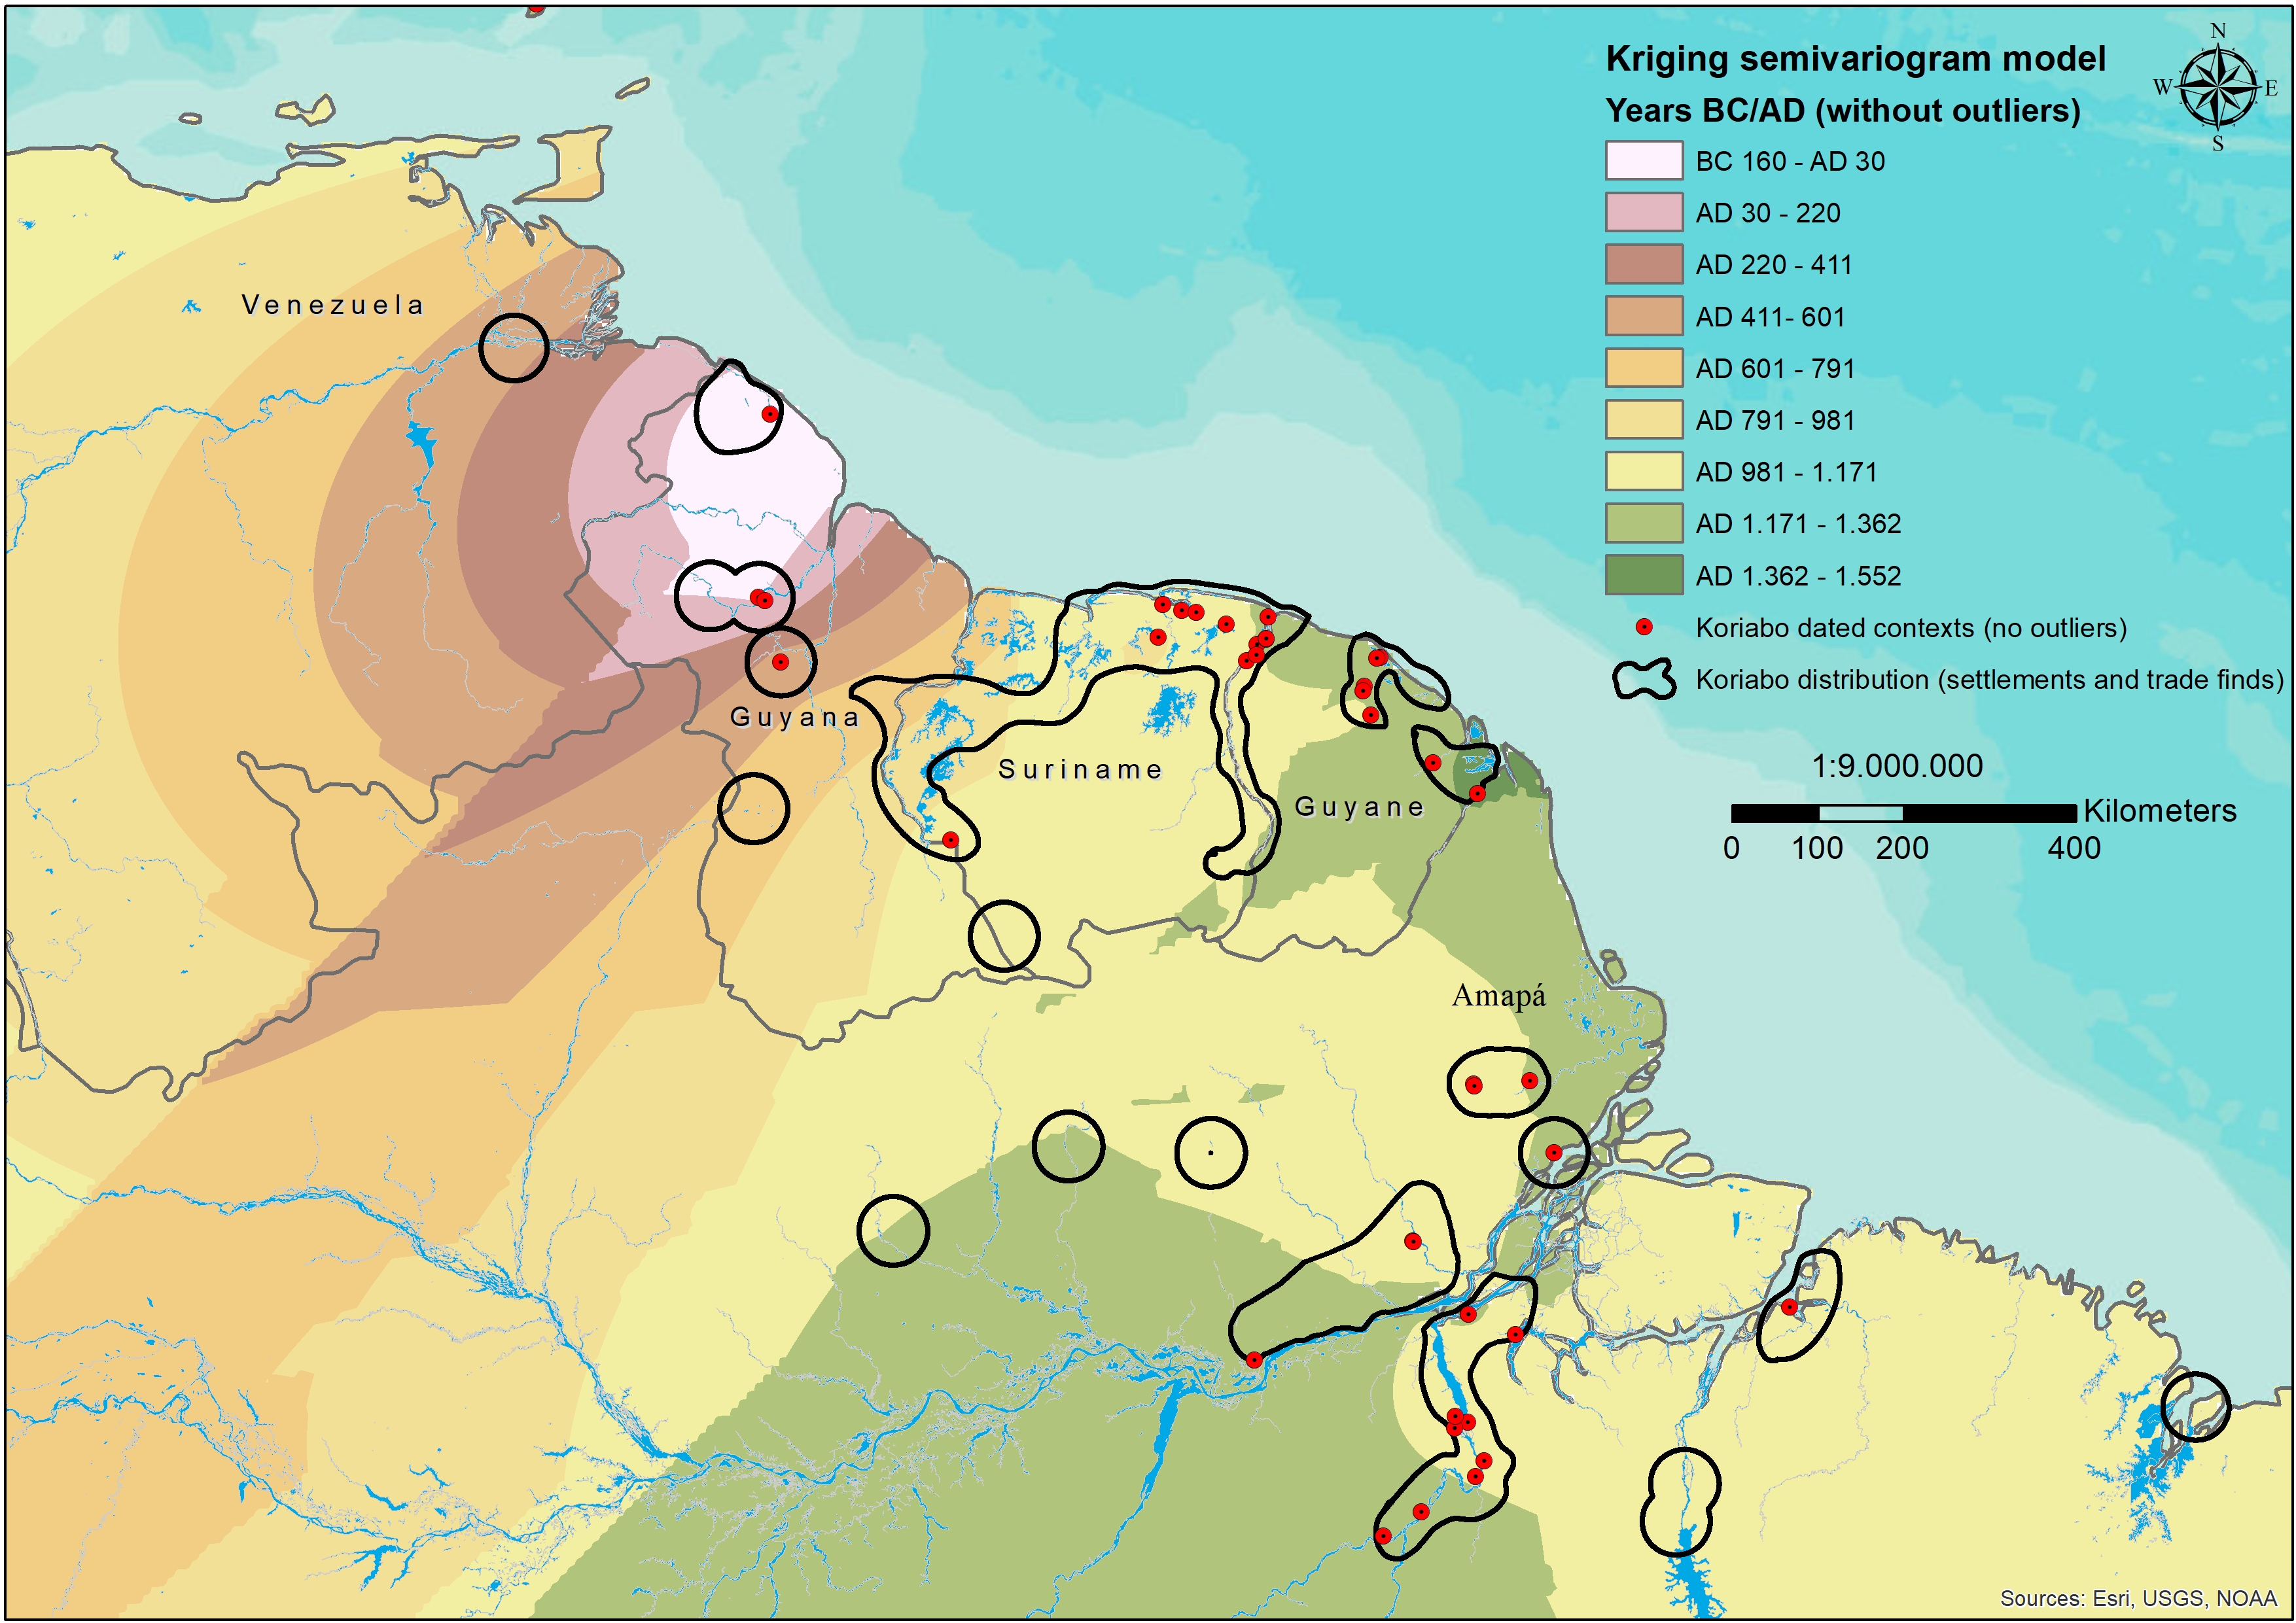 Kriging semivariogram model
Years BC/AD (without outliers)
BC 160 - AD 30
AD 30 - 220
AD 220 - 411
AD 411- 601
AD 601 - 791
AD 791 - 981
AD 981 - 1.171
AD 1.171 - 1.362
AD 1.362 - 1.552
Koriabo dated contexts (no outliers)
Koriabo distribution (settlements and trade finds)
N
W
E
S
1:9.000.000
Kilometers
0 100 200 400
Venezuela
Guyana
Suriname
Guyane
Amapá
Sources: Esri, USGS, NOAA